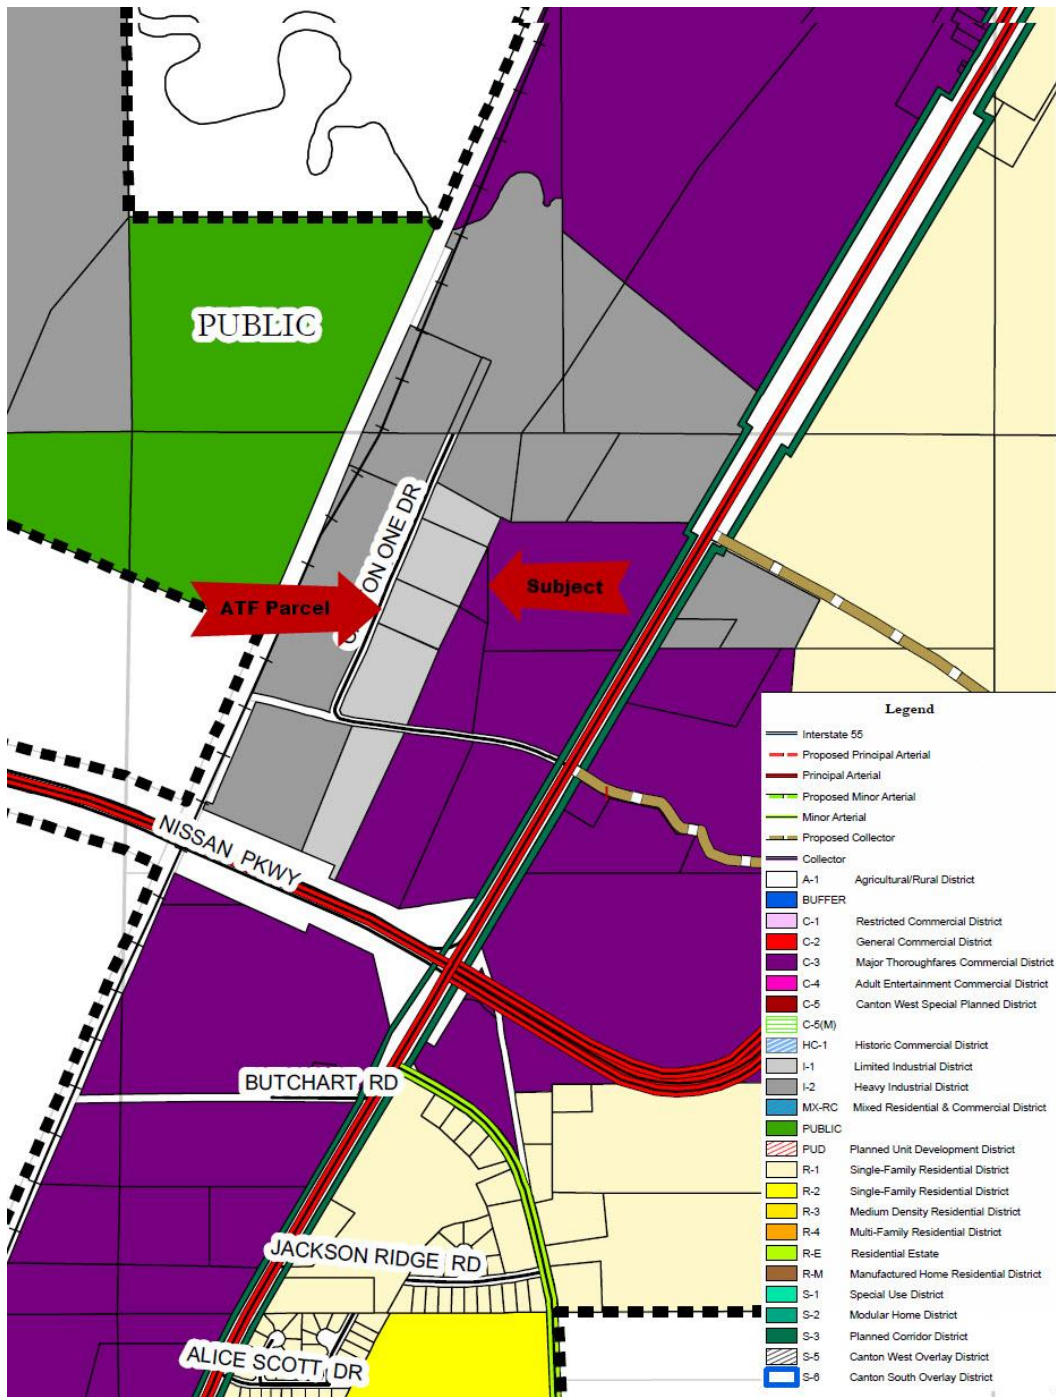 PUBLIC
ON ONE DR
ATF Parcel
Subject
NISSAN PKWY
BUTCHART RD
JACKSON RIDGE RD
ALICE SCOTT DR
Legend
Interstate 55
Proposed Principal Arterial
Principal Arterial
Proposed Minor Arterial
Minor Arterial
Proposed Collector
Collector
A-1 Agricultural/Rural District
BUFFER
C-1 Restricted Commercial District
C-2 General Commercial District
C-3 Major Thoroughfares Commercial District
C-4 Adult Entertainment Commercial District
C-5 Canton West Special Planned District
C-5(M)
HC-1 Historic Commercial District
I-1 Limited Industrial District
I-2 Heavy Industrial District
MX-RC Mixed Residential & Commercial District
PUBLIC
PUD Planned Unit Development District
R-1 Single-Family Residential District
R-2 Single-Family Residential District
R-3 Medium Density Residential District
R-4 Multi-Family Residential District
R-E Residential Estate
R-M Manufactured Home Residential District
S-1 Special Use District
S-2 Modular Home District
S-3 Planned Corridor District
S-5 Canton West Overlay District
S-6 Canton South Overlay District